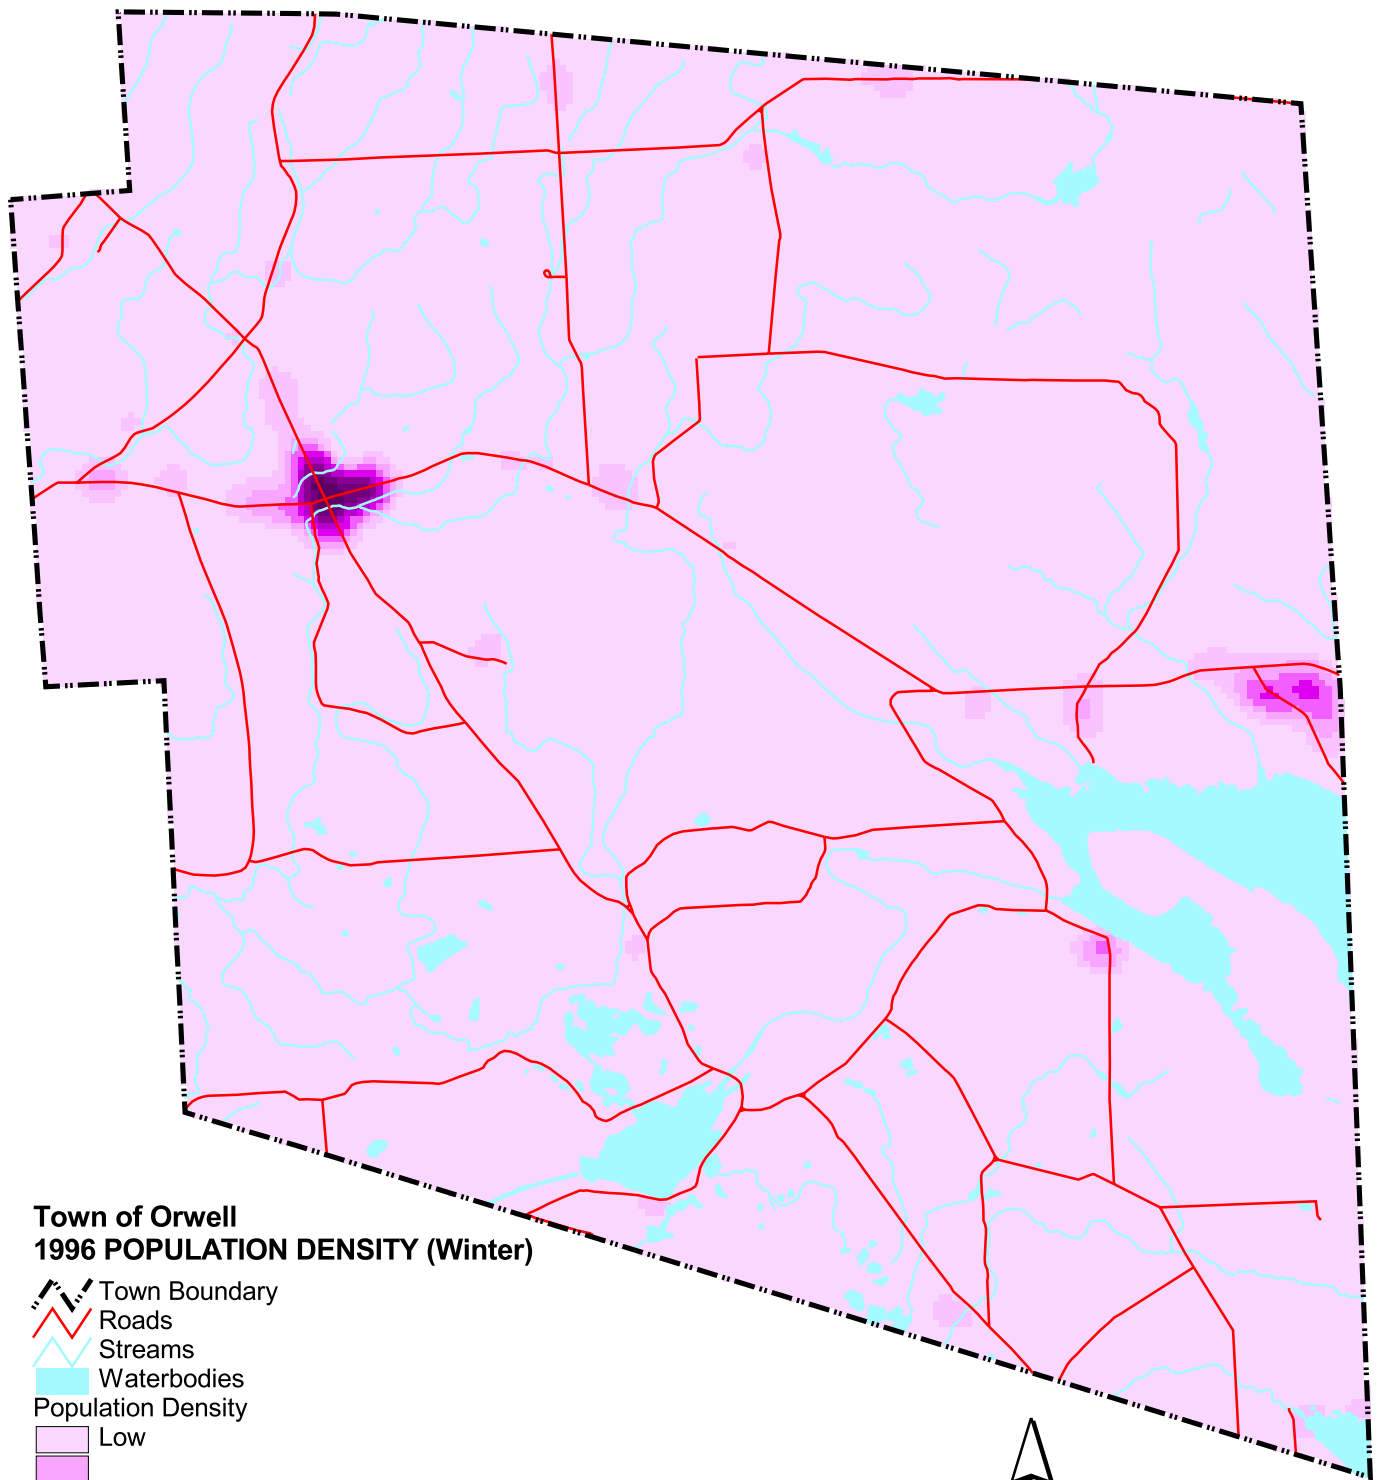 Town of Orwell
1996 POPULATION DENSITY (Winter)
Town Boundary
Roads
Streams
Waterbodies
Population Density
Low